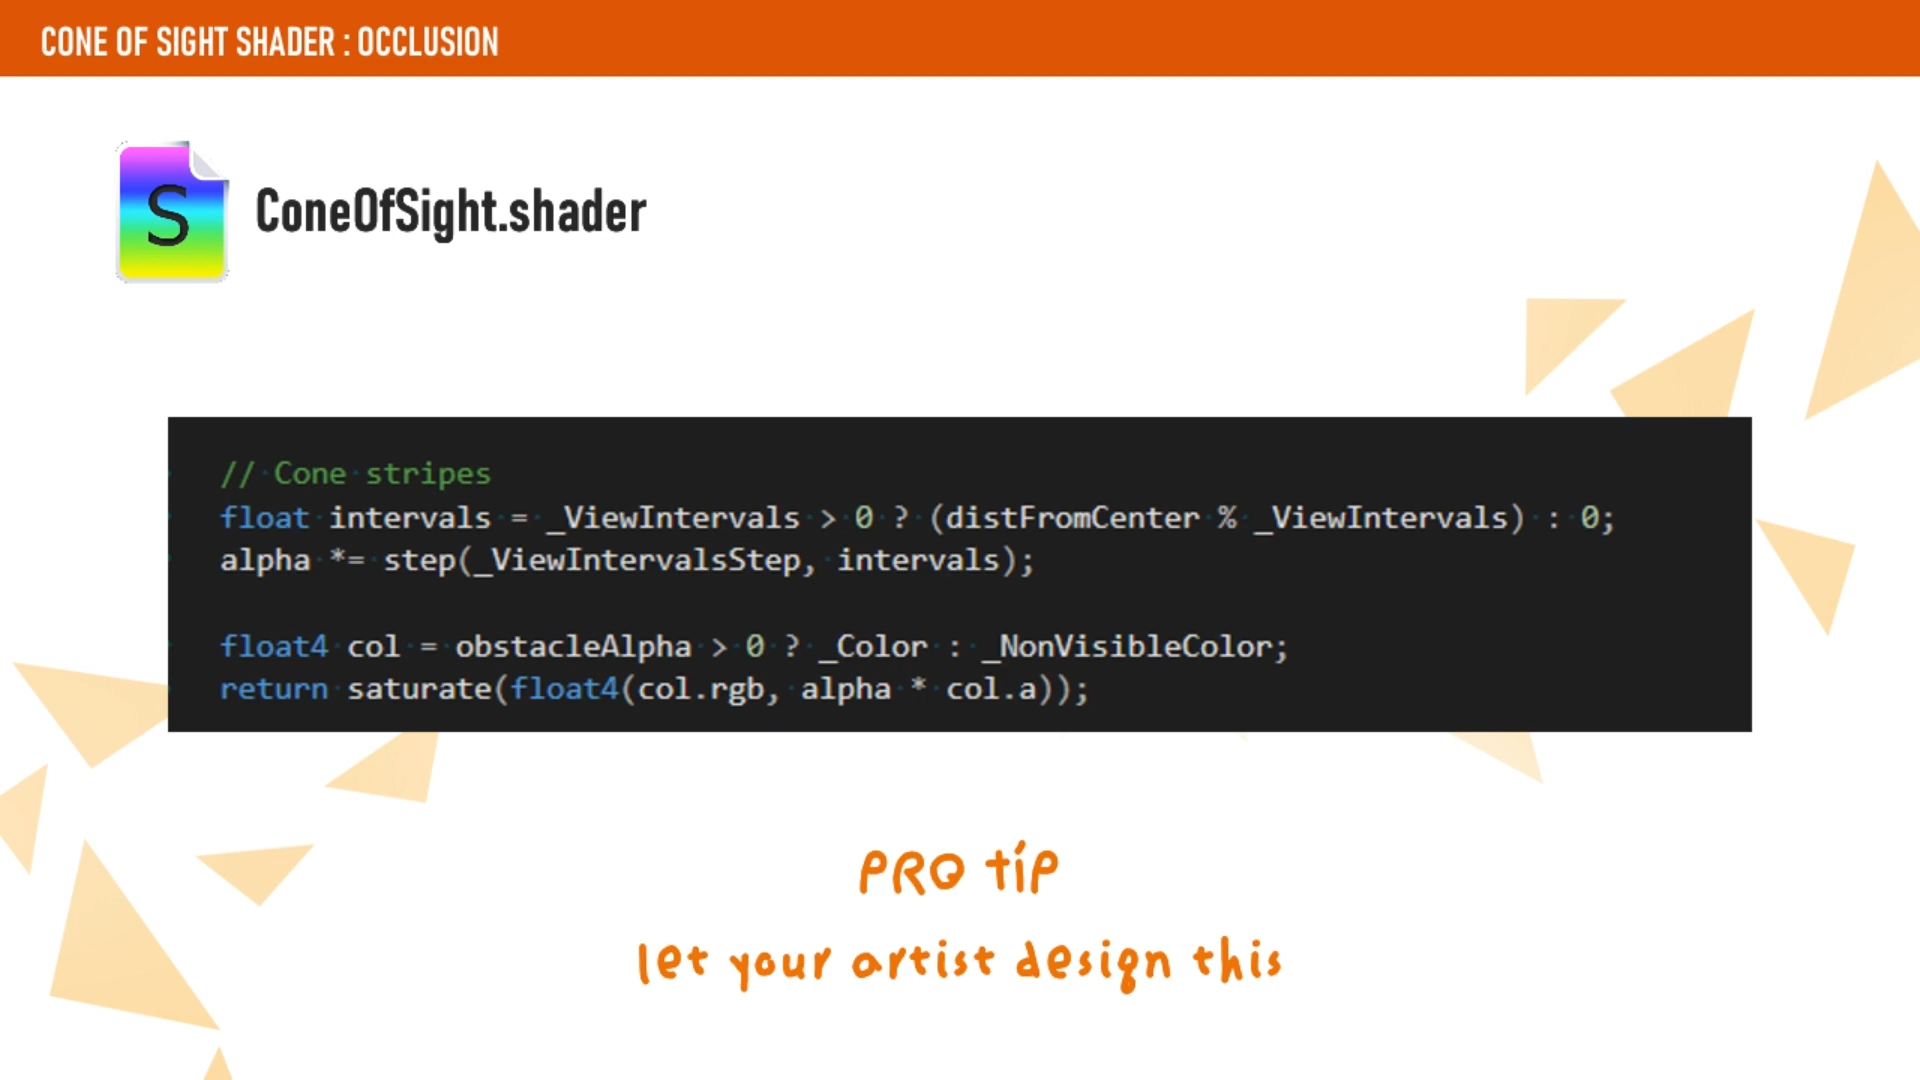 CONE OF SIGHT SHADER : OCCLUSION
S
ConeOfSight.shader
// Cone stripes
float intervals = _ViewIntervals > 0 ? (distFromCenter % _ViewIntervals) : 0;
alpha *= step(_ViewIntervalsStep, intervals);
float4 col = obstacleAlpha > 0 ? _Color : _NonVisibleColor;
return saturate(float4(col.rgb, alpha * col.a));
PRO TIP
let your artist design this